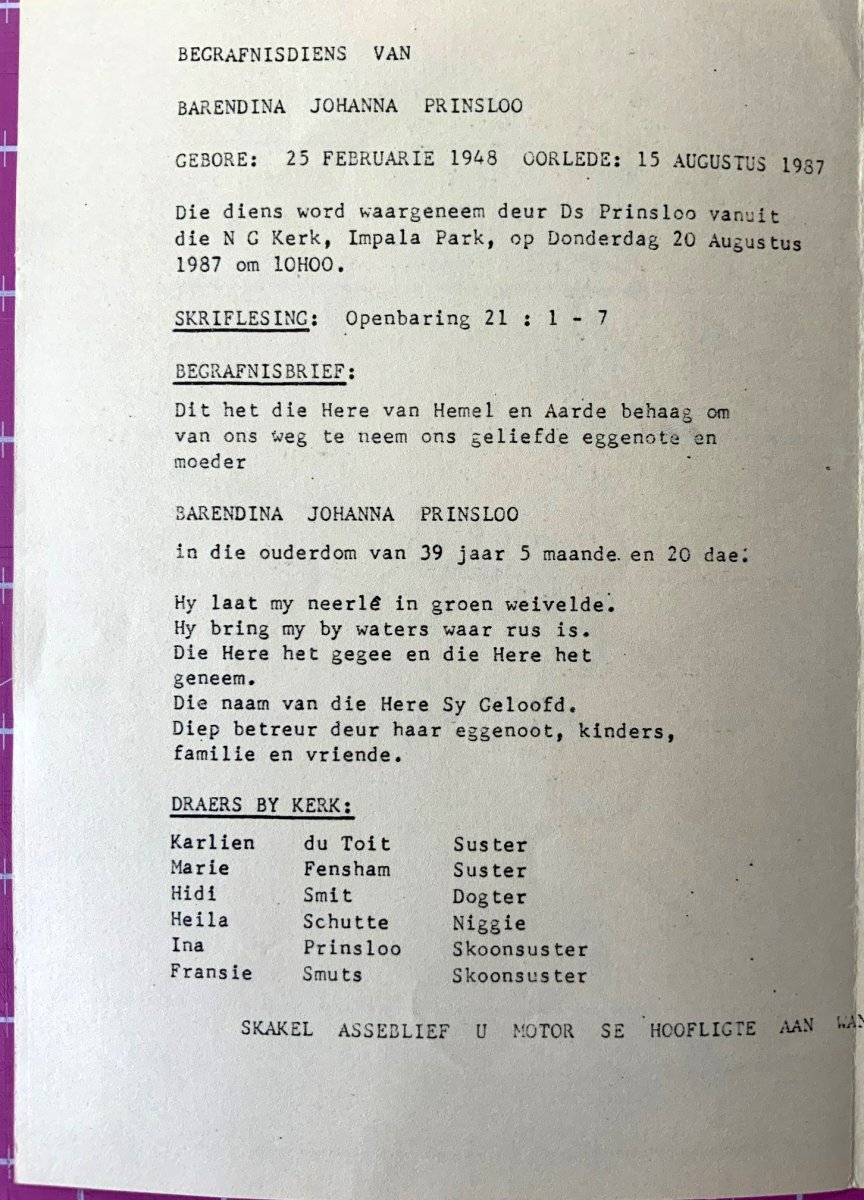 BEGRAFNISDIENS VAN
BARENDINA JOHANNA PRINSLOO
GEBORE: 25 FEBRUARIE 1948 OORLEDE: 15 AUGUSTUS 1987
Die diens word waargeneem deur Ds Prinsloo vanuit
die N G Kerk, Impala Park, op Donderdag 20 Augustus
1987 om 10H00.
SKRIFLESING: Openbaring 21 : 1 - 7
BEGRAFNISBRIEF:
Dit het die Here van Hemel en Aarde behaag om
van ons weg te neem ons geliefde eggenote en
moeder
BARENDINA JOHANNA PRINSLOO
in die ouderdom van 39 jaar 5 maande en 20 dae:
Hy laat my neerlê in groen weivelde.
Hy bring my by waters waar rus is.
Die Here het gegee en die Here het
geneem.
Die naam van die Here Sy Geloofd.
Diep betreur deur haar eggenoot, kinders,
familie en vriende.
DRAERS BY KERK:
Karlien du Toit Suster
Marie Fensham Suster
Hidi Smit Dogter
Heila Schutte Niggie
Ina Prinsloo Skoonsuster
Fransie Smuts Skoonsuster
SKAKEL ASSEBLIEF U MOTOR SE HOOFLIGTE AAN